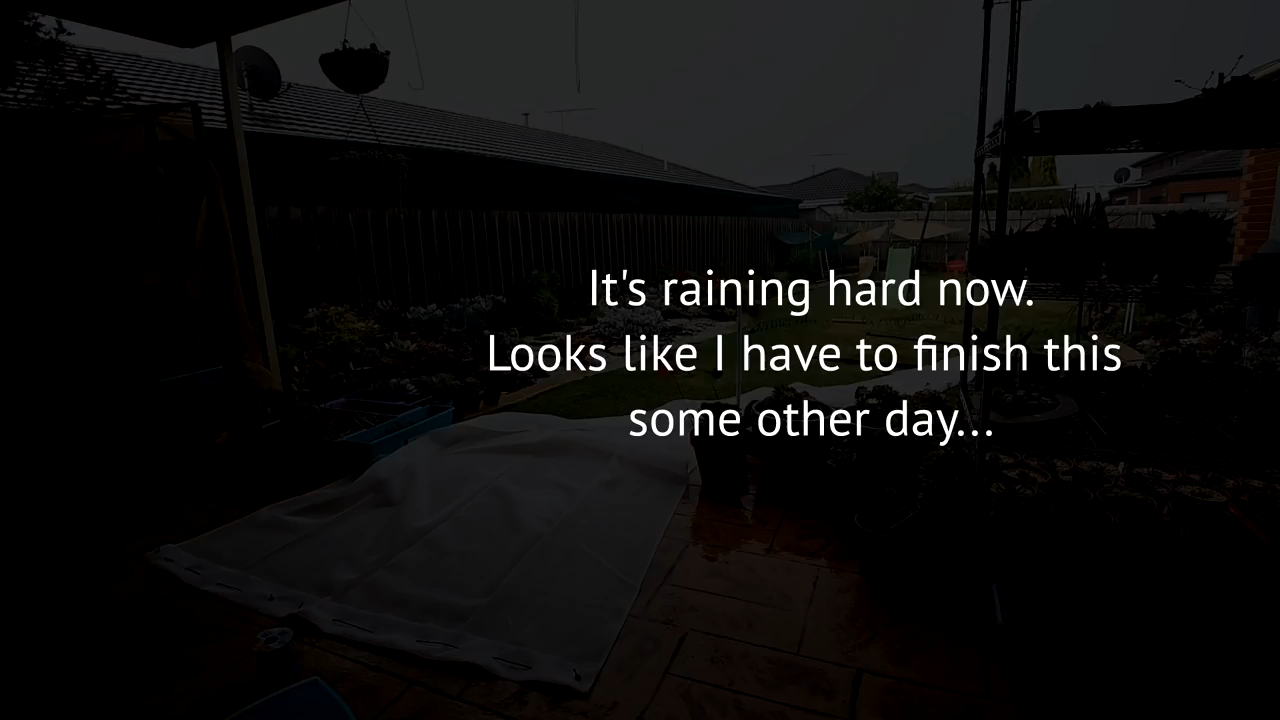 It's raining hard now.
Looks like I have to finish this
some other day...